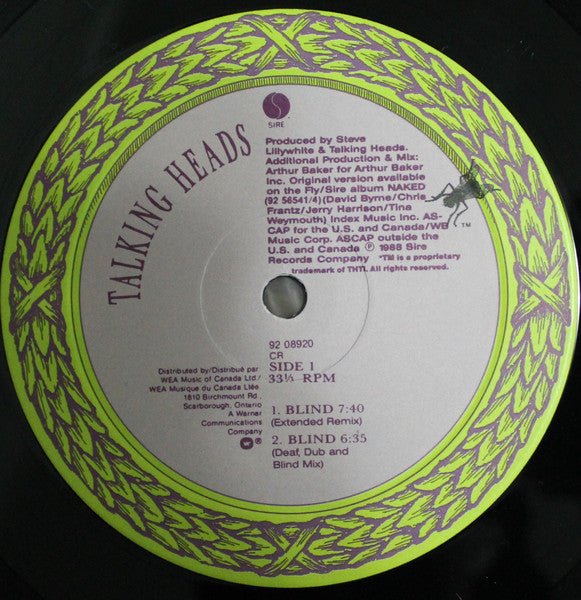 SIRE
TALKING HEADS
Produced by Steve
Lillywhite & Talking Heads.
Additional Production & Mix:
Arthur Baker for Arthur Baker
Inc. Original version available
on the Fly/Sire album NAKED
(92 56541/4)(David Byrne/Chris
Frantz/Jerry Harrison/Tina
Weymouth) Index Music Inc. AS-
CAP for the U.S. and Canada/WB
Music Corp. ASCAP outside the
U.S. and Canada ℗ 1988 Sire
Records Company *TM is a proprietary
trademark of THTI. All rights reserved.
TM
92 08920
CR
SIDE 1
33⅓ RPM
Distributed by/Distribué par
WEA Music of Canada Ltd./
WEA Musique du Canada Ltée.
1810 Birchmount Rd.,
Scarborough, Ontario
A Warner
Communications
Company
®
1. BLIND 7:40
(Extended Remix)
2. BLIND 6:35
(Deaf, Dub and
Blind Mix)